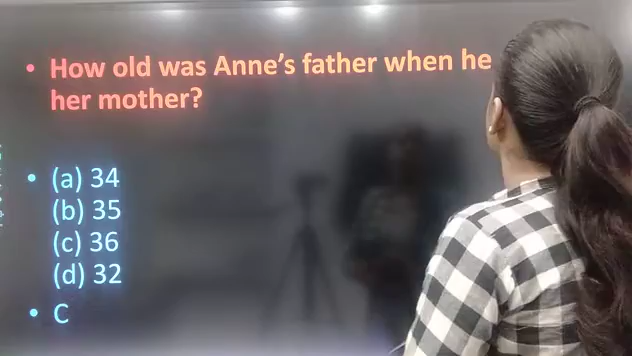 • How old was Anne's father when he
her mother?
• (a) 34
(b) 35
(c) 36
(d) 32
• C